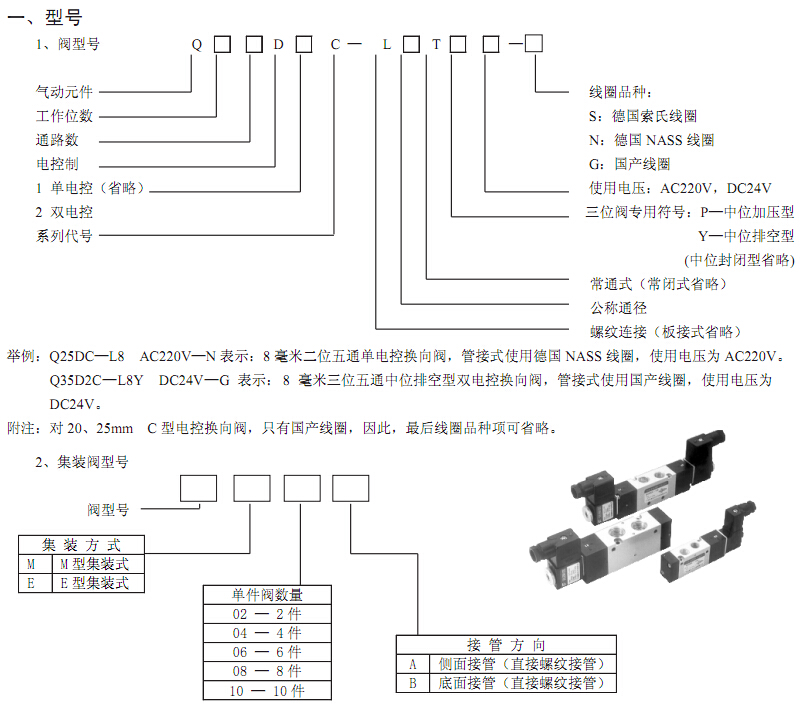 一、型号
1、阀型号
Q□□D□C—L□T□□—□
气动元件
工作位数
通路数
电控制
1 单电控（省略）
2 双电控
系列代号
线圈品种：
S：德国索氏线圈
N：德国 NASS 线圈
G：国产线圈
使用电压：AC220V，DC24V
三位阀专用符号：P—中位加压型
Y—中位排空型
(中位封闭型省略)
常通式（常闭式省略）
公称通径
螺纹连接（板接式省略）
举例：Q25DC—L8 AC220V—N 表示：8 毫米二位五通单电控换向阀，管接式使用德国 NASS 线圈，使用电压为 AC220V。
Q35D2C—L8Y DC24V—G 表示：8 毫米三位五通中位排空型双电控换向阀，管接式使用国产线圈，使用电压为
DC24V。
附注：对 20、25mm C 型电控换向阀，只有国产线圈，因此，最后线圈品种项可省略。
2、集装阀型号
□ □ □ □
阀型号
集装方式
M M 型集装式
E E 型集装式
单件阀数量
02 — 2 件
04 — 4 件
06 — 6 件
08 — 8 件
10 — 10 件
接管方向
A 侧面接管（直接螺纹接管）
B 底面接管（直接螺纹接管）